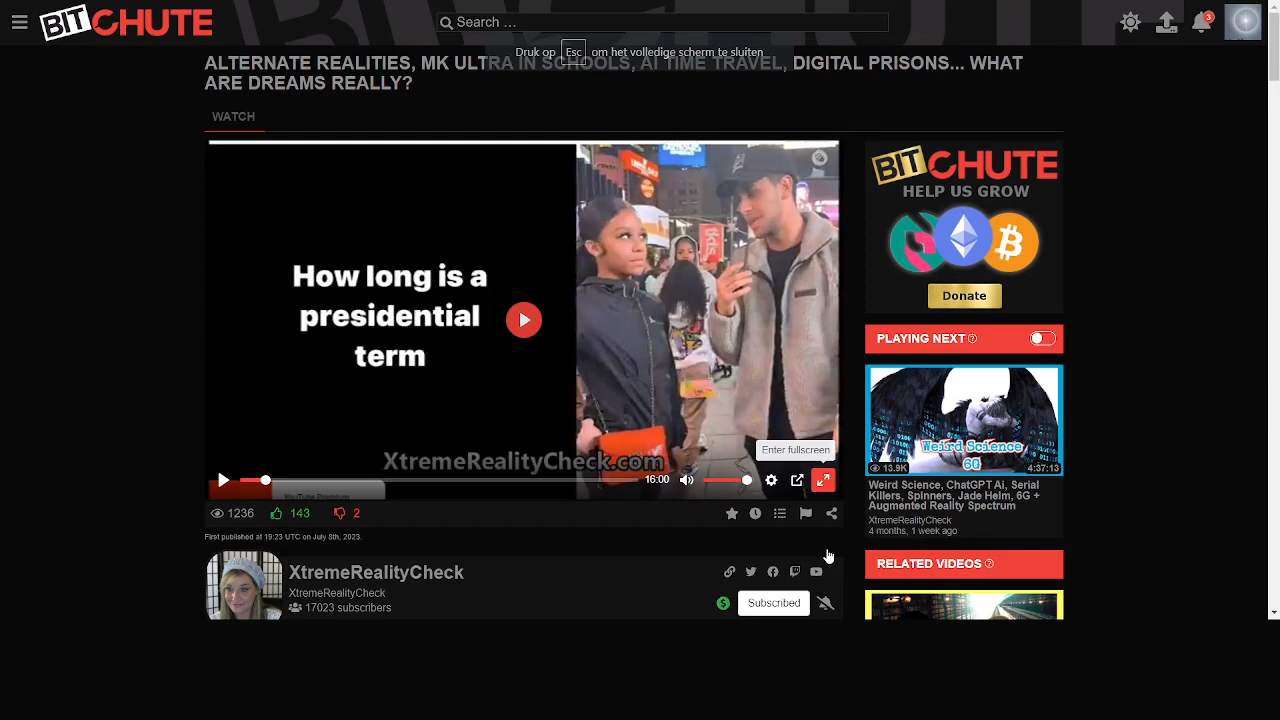 BITCHUTE
Search …
3
Druk op Esc om het volledige scherm te sluiten
ALTERNATE REALITIES, MK ULTRA IN SCHOOLS, AI TIME TRAVEL, DIGITAL PRISONS... WHAT
ARE DREAMS REALLY?
WATCH
How long is a
presidential
term
kids
Enter fullscreen
XtremeRealityCheck.com
16:00
YouTube Premium
1236
143
2
First published at 19:23 UTC on July 8th, 2023.
XtremeRealityCheck
XtremeRealityCheck
17023 subscribers
Subscribed
BITCHUTE
HELP US GROW
Donate
PLAYING NEXT
Weird Science
6G
13.9K
4:37:13
Weird Science, ChatGPT Ai, Serial
Killers, Spinners, Jade Helm, 6G +
Augmented Reality Spectrum
XtremeRealityCheck
4 months, 1 week ago
RELATED VIDEOS